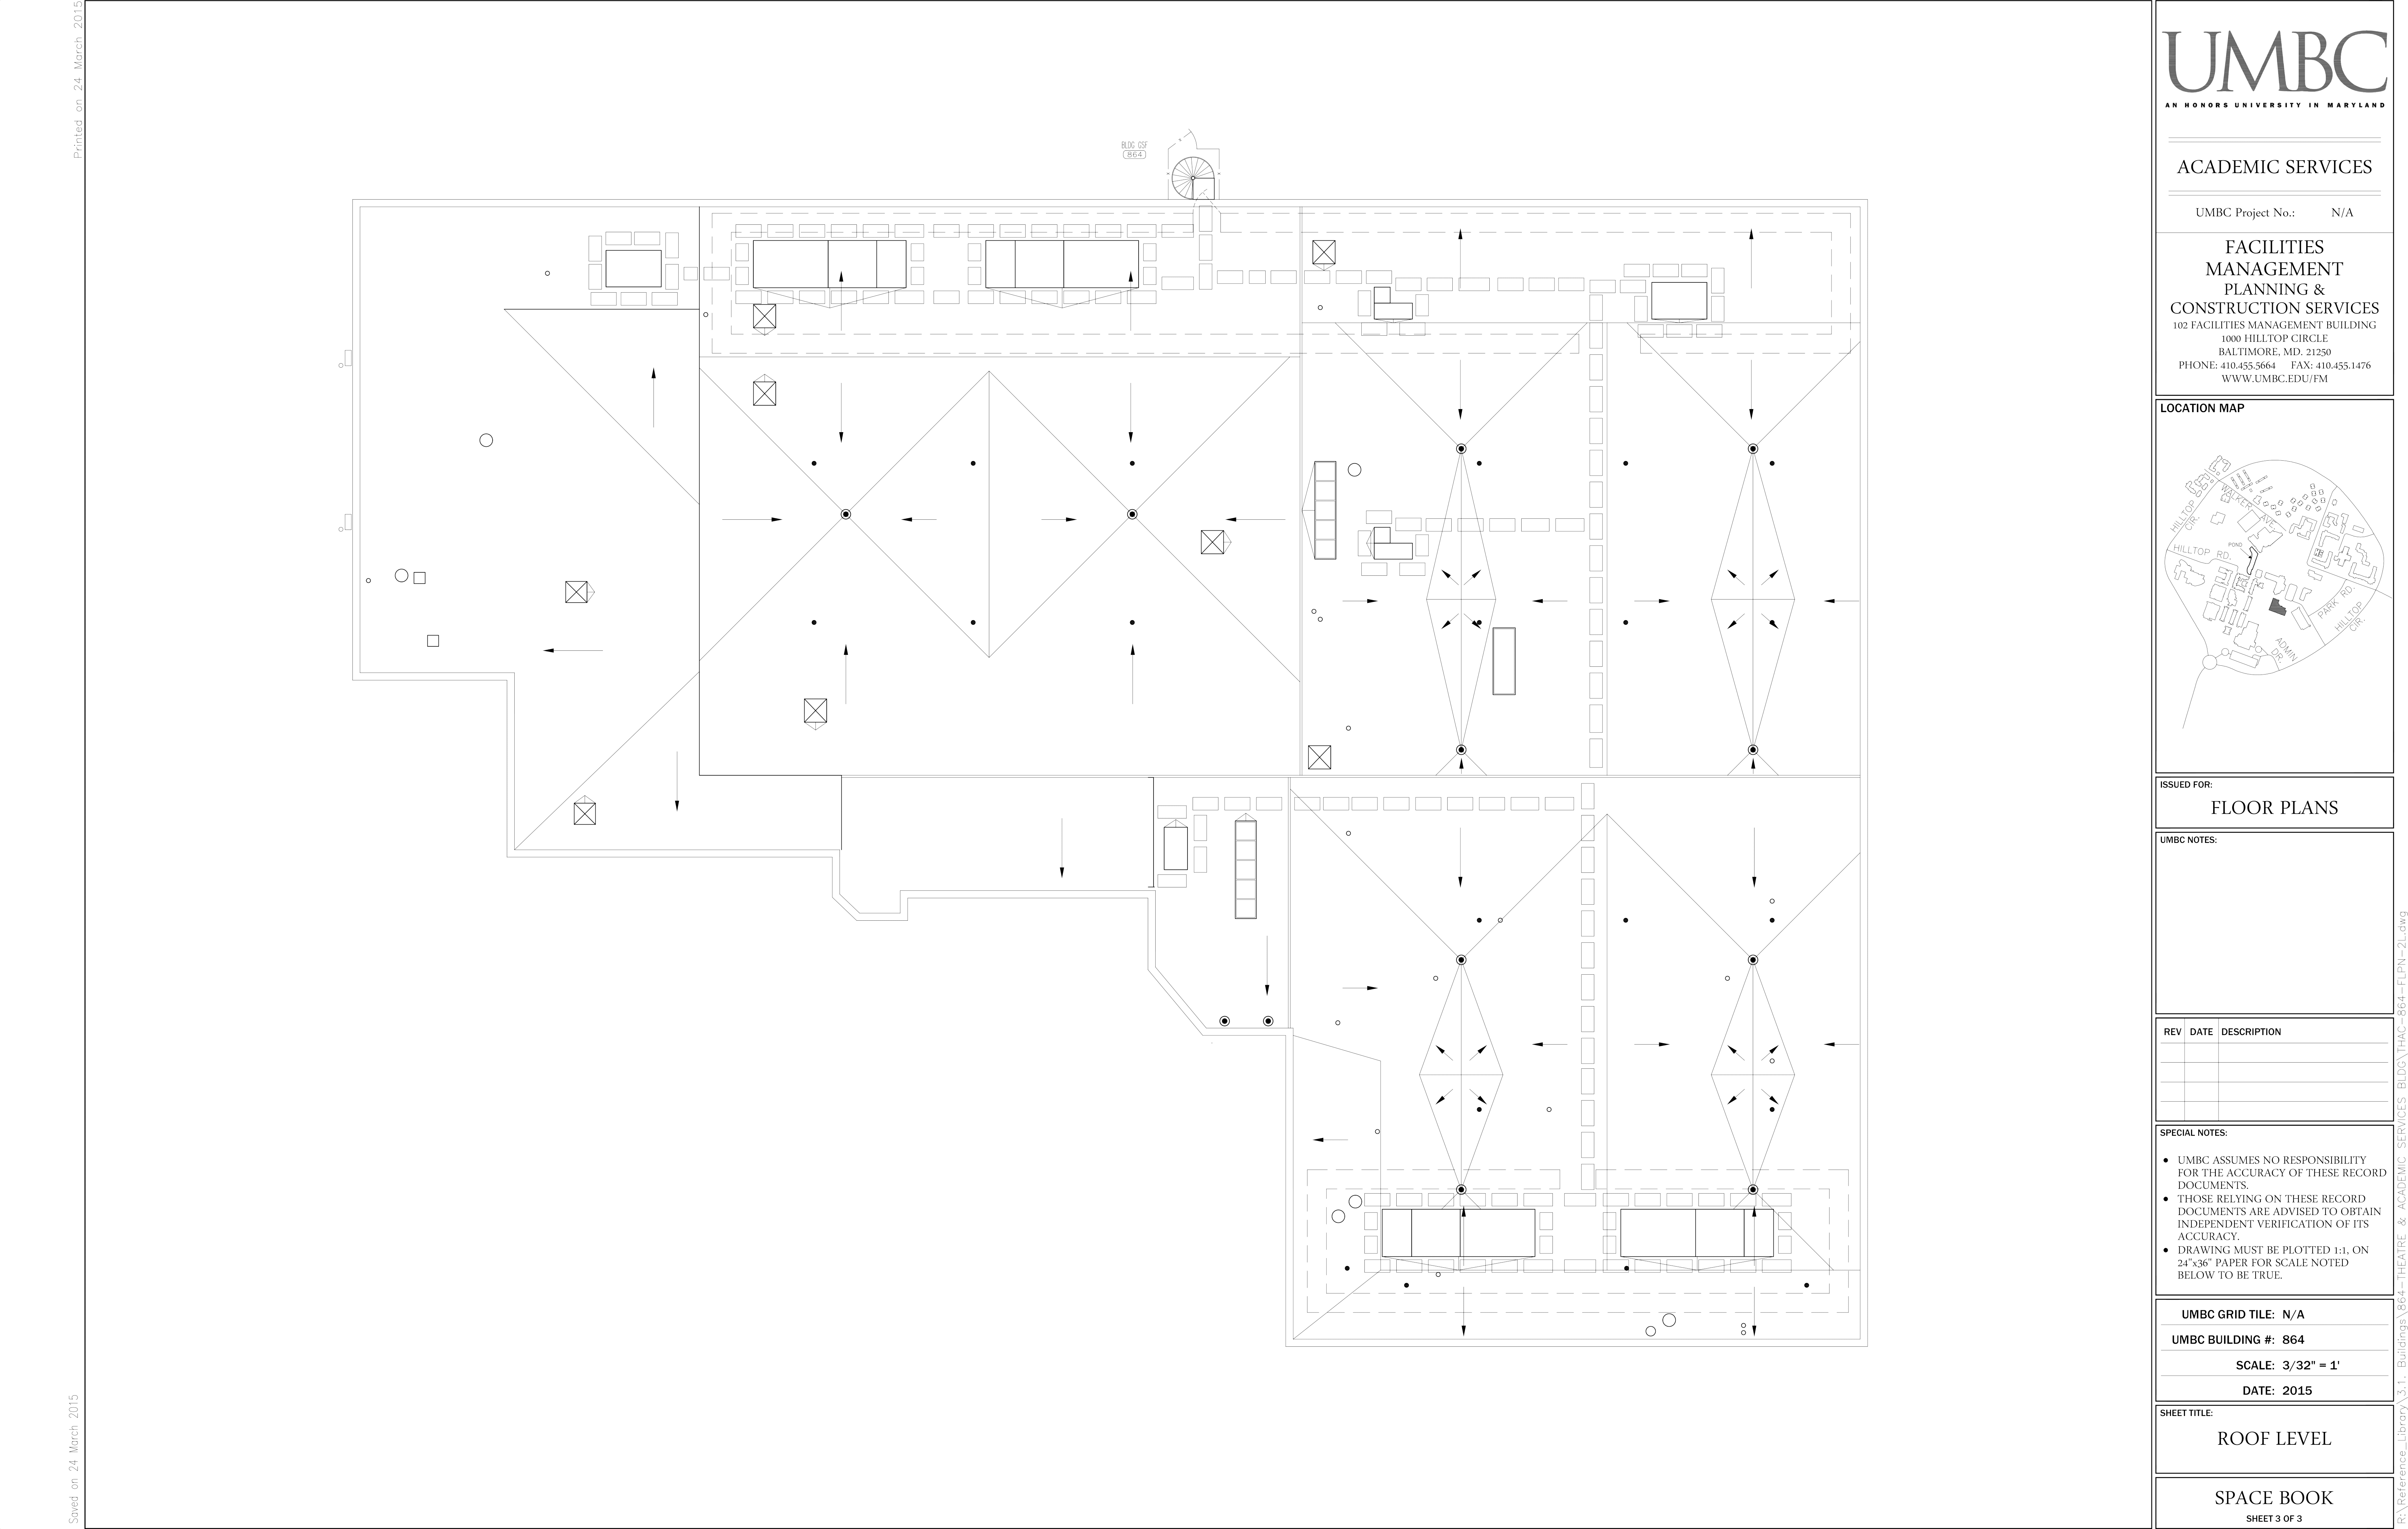 Printed on 24 March 2015
Saved on 24 March 2015
BLDG GSF
864
UMBC
AN HONORS UNIVERSITY IN MARYLAND
ACADEMIC SERVICES
UMBC Project No.: N/A
FACILITIES
MANAGEMENT
PLANNING &
CONSTRUCTION SERVICES
102 FACILITIES MANAGEMENT BUILDING
1000 HILLTOP CIRCLE
BALTIMORE, MD. 21250
PHONE: 410.455.5664 FAX: 410.455.1476
WWW.UMBC.EDU/FM
LOCATION MAP
WALKER AVE.
HILLTOP
CIR.
POND
HILLTOP RD.
PARK RD.
HILLTOP
CIR.
ADMIN
DR.
ISSUED FOR:
FLOOR PLANS
UMBC NOTES:
REV DATE DESCRIPTION
SPECIAL NOTES:
● UMBC ASSUMES NO RESPONSIBILITY
FOR THE ACCURACY OF THESE RECORD
DOCUMENTS.
● THOSE RELYING ON THESE RECORD
DOCUMENTS ARE ADVISED TO OBTAIN
INDEPENDENT VERIFICATION OF ITS
ACCURACY.
● DRAWING MUST BE PLOTTED 1:1, ON
24"x36" PAPER FOR SCALE NOTED
BELOW TO BE TRUE.
UMBC GRID TILE: N/A
UMBC BUILDING #: 864
SCALE: 3/32" = 1'
DATE: 2015
SHEET TITLE:
ROOF LEVEL
SPACE BOOK
SHEET 3 OF 3
R:\Reference_Library\3.1. Buildings\864-THEATRE & ACADEMIC SERVICES BLDG\THAC-864-FLPN-2L.dwg